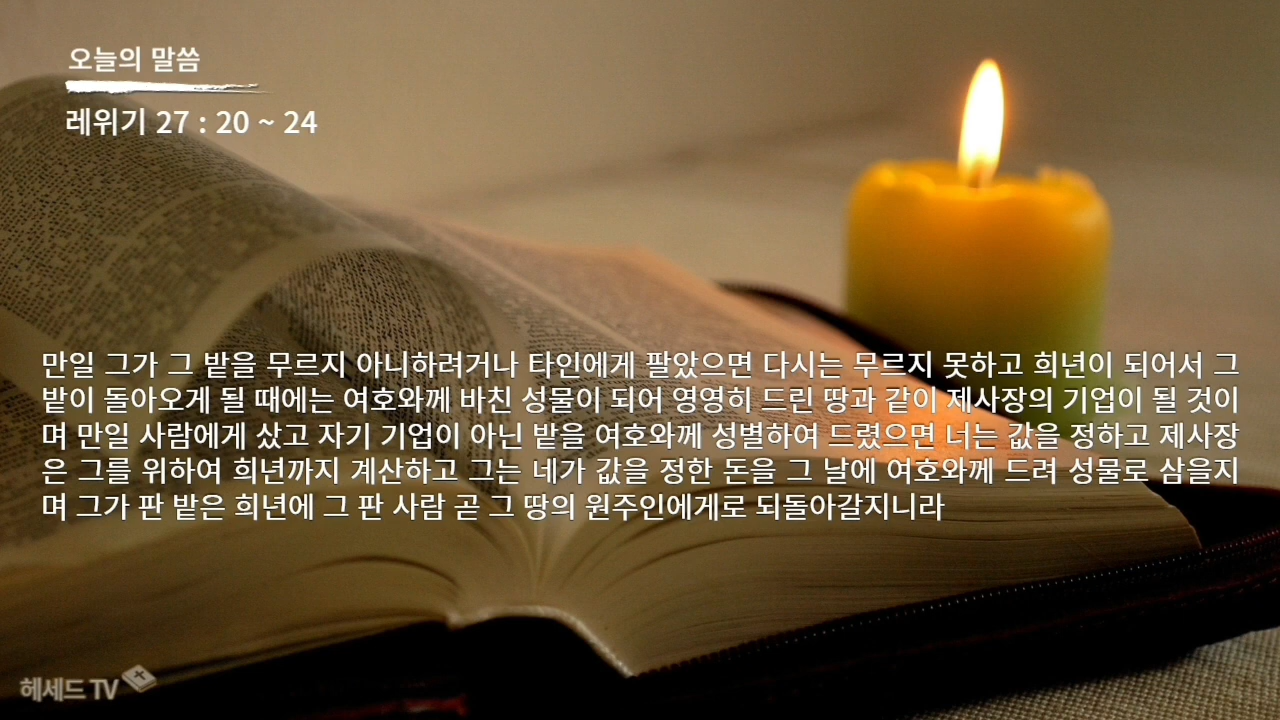 오늘의 말씀
레위기 27 : 20 ~ 24
만일 그가 그 밭을 무르지 아니하려거나 타인에게 팔았으면 다시는 무르지 못하고 희년이 되어서 그
밭이 돌아오게 될 때에는 여호와께 바친 성물이 되어 영영히 드린 땅과 같이 제사장의 기업이 될 것이
며 만일 사람에게 샀고 자기 기업이 아닌 밭을 여호와께 성별하여 드렸으면 너는 값을 정하고 제사장
은 그를 위하여 희년까지 계산하고 그는 네가 값을 정한 돈을 그 날에 여호와께 드려 성물로 삼을지
며 그가 판 밭은 희년에 그 판 사람 곧 그 땅의 원주인에게로 되돌아갈지니라
헤세드 TV